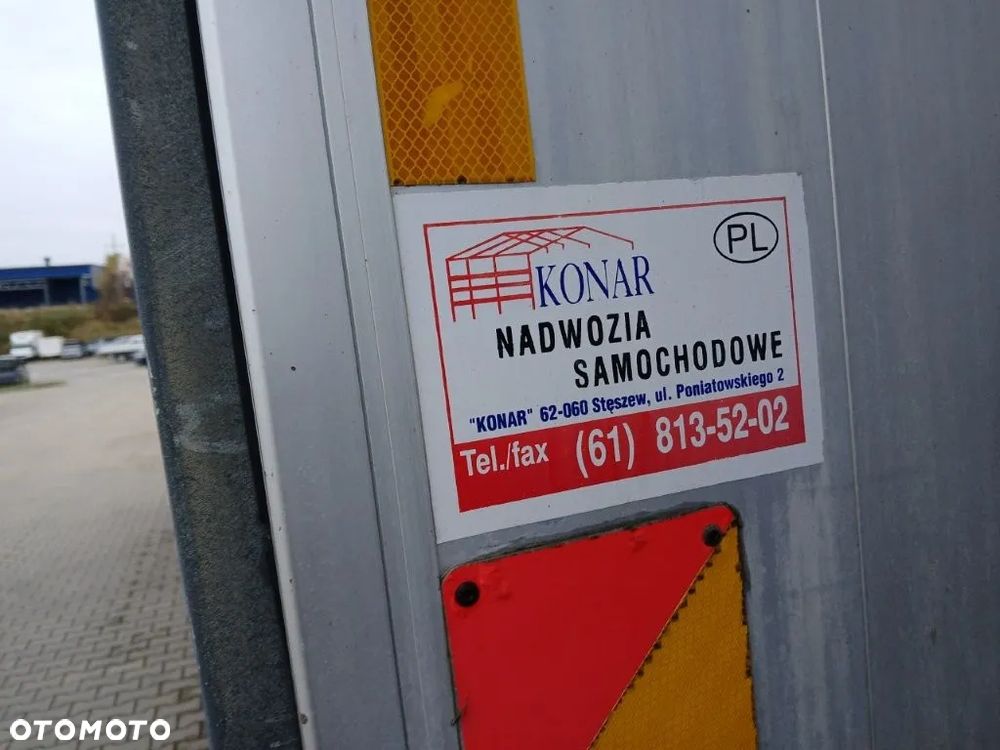 PL
KONAR
NADWOZIA
SAMOCHODOWE
"KONAR" 62-060 Stęszew, ul. Poniatowskiego 2
Tel./fax (61) 813-52-02
OTOMOTO